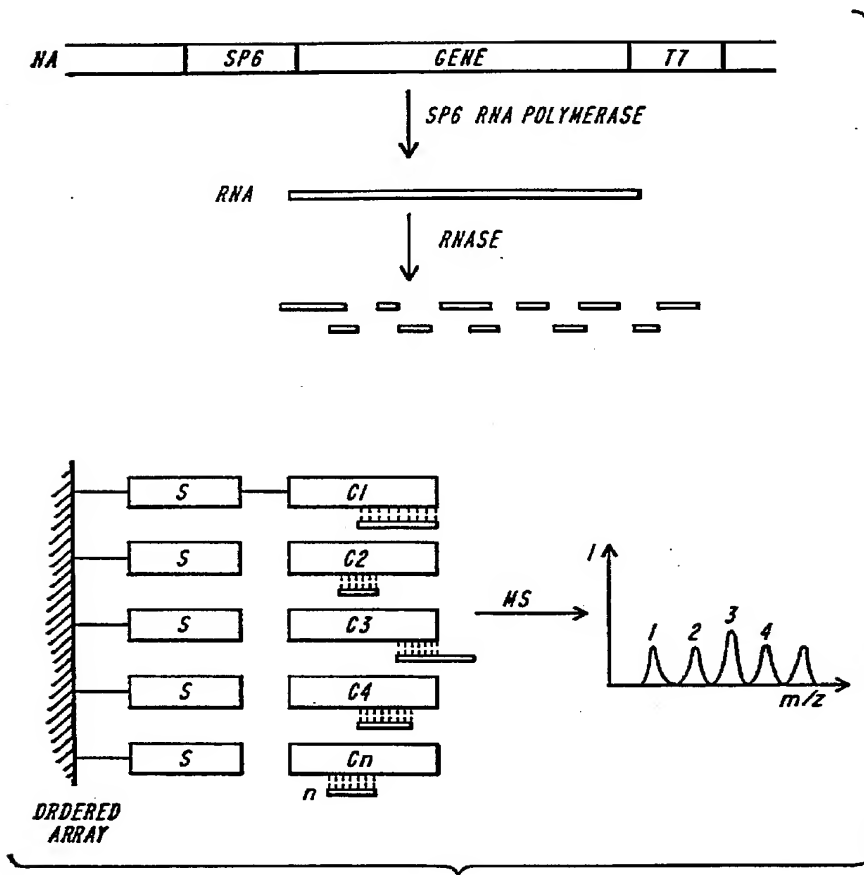 NA SP6 GENE T7
SP6 RNA POLYMERASE
RNA
RNASE
S C1
S C2
S C3
S C4
S Cn
n
MS
I
1 2 3 4
m/z
ORDERED
ARRAY